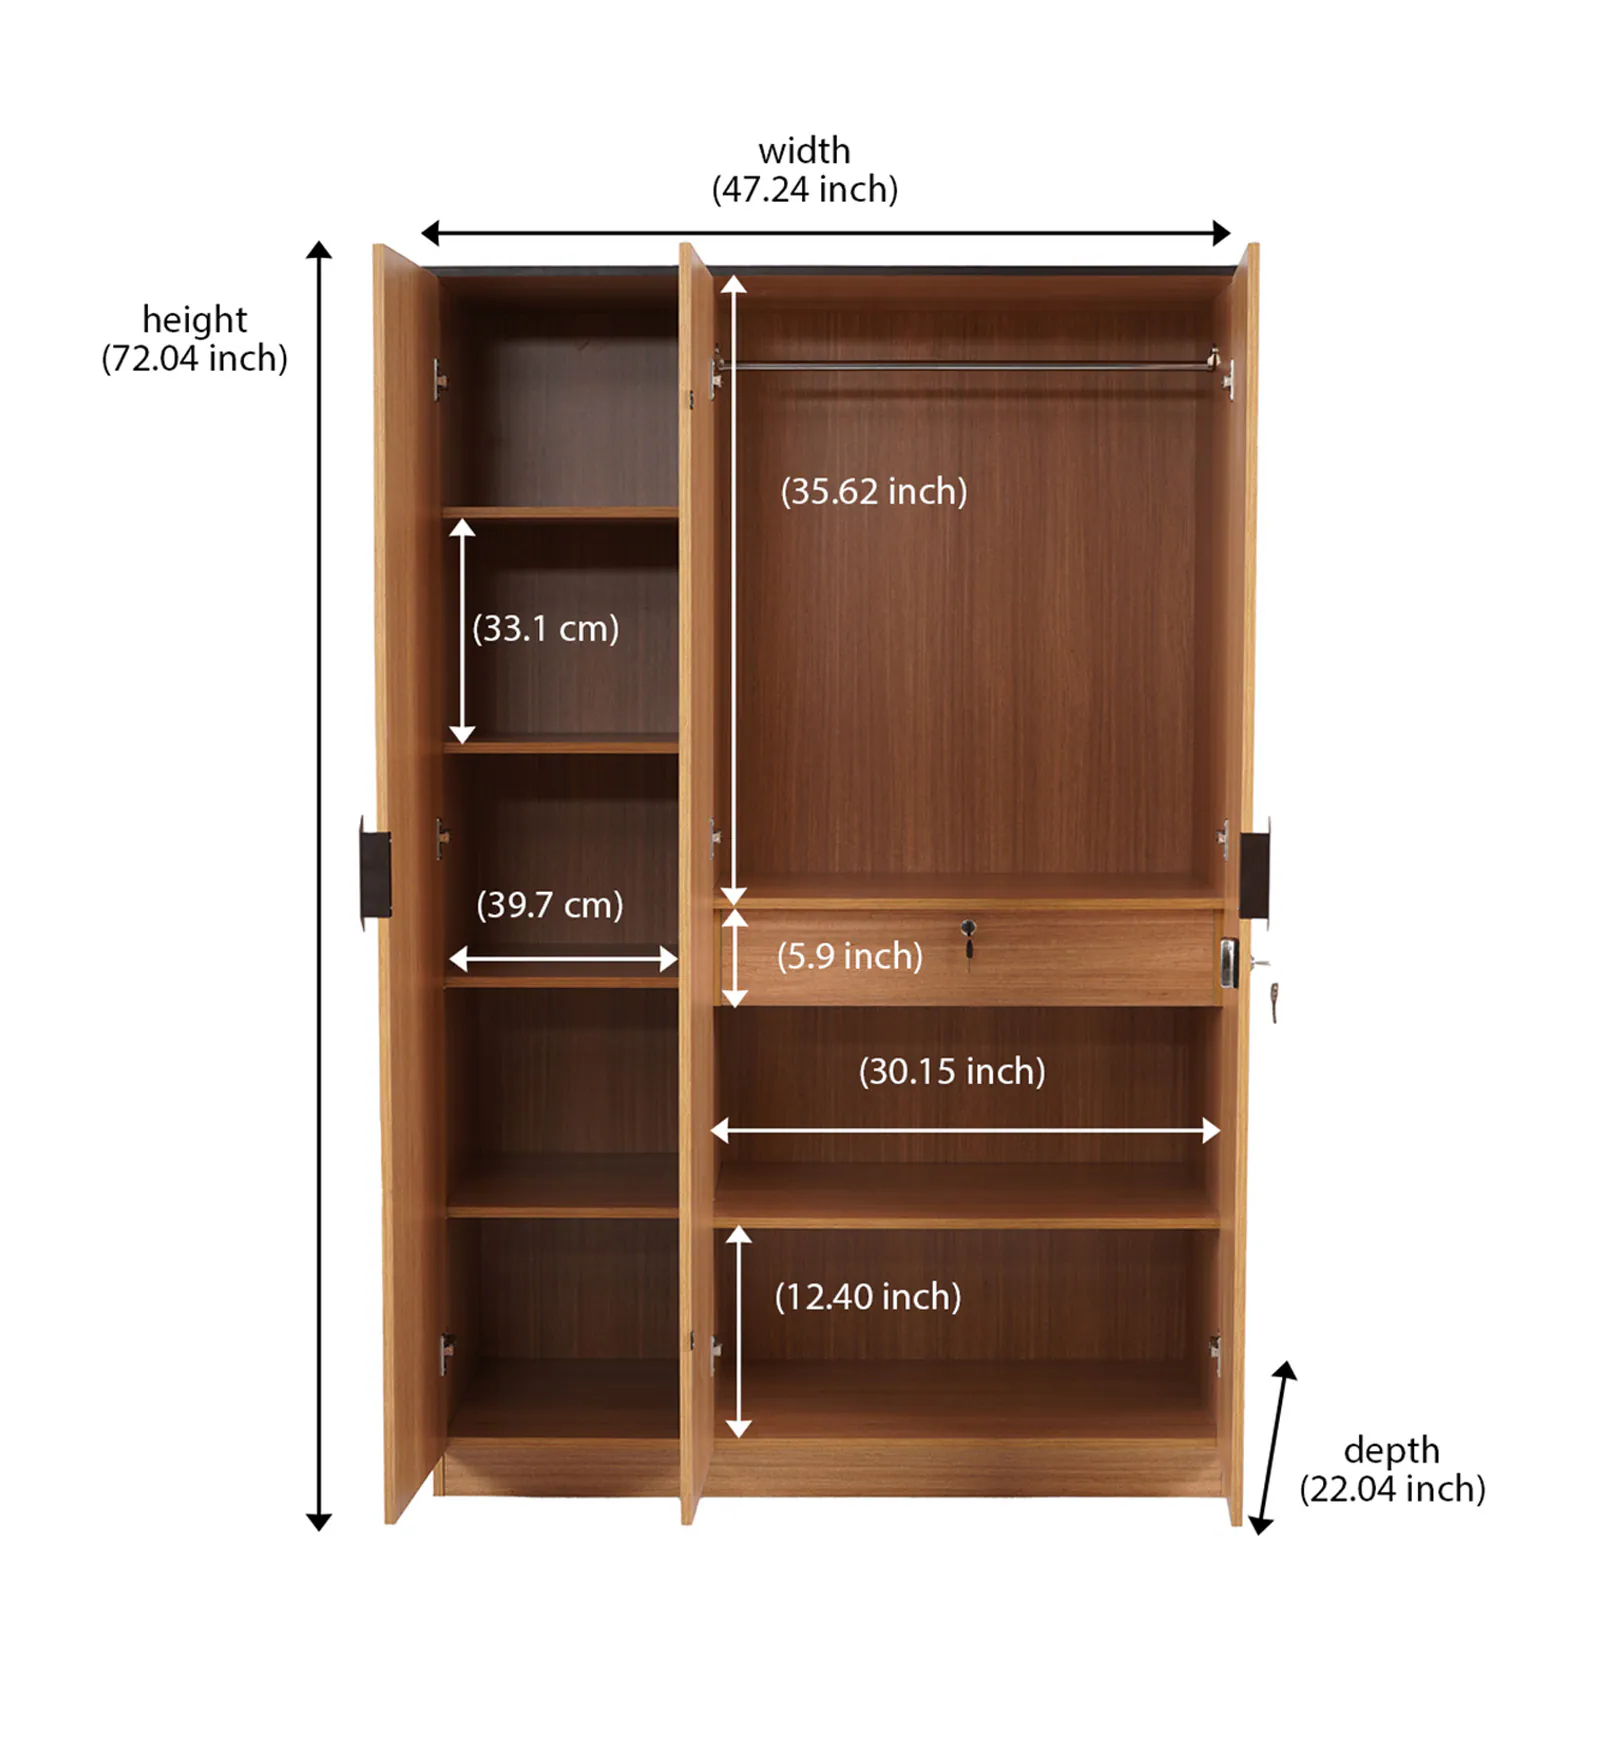 width
(47.24 inch)
height
(72.04 inch)
(35.62 inch)
(33.1 cm)
(39.7 cm)
(5.9 inch)
(30.15 inch)
(12.40 inch)
depth
(22.04 inch)